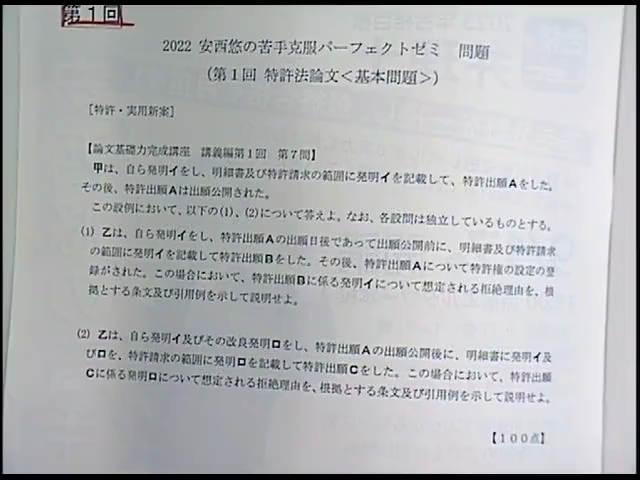 第1回
2022 安西悠の苦手克服パーフェクトゼミ 問題
(第1回 特許法論文<基本問題>)
[特許・実用新案]
【論文基礎力完成講座 講義編第1回 第7問】
甲は、自ら発明イをし、明細書及び特許請求の範囲に発明イを記載して、特許出願Aをした。
その後、特許出願Aは出願公開された。
この設例において、以下の(1)、(2)について答えよ。なお、各設問は独立しているものとする。
(1) 乙は、自ら発明イをし、特許出願Aの出願日後であって出願公開前に、明細書及び特許請求
の範囲に発明イを記載して特許出願Bをした。その後、特許出願Aについて特許権の設定の登
録がされた。この場合において、特許出願Bに係る発明イについて想定される拒絶理由を、根
拠とする条文及び引用例を示して説明せよ。
(2) 乙は、自ら発明イ及びその改良発明ロをし、特許出願Aの出願公開後に、明細書に発明イ及
びロを、特許請求の範囲に発明ロを記載して特許出願Cをした。この場合において、特許出願
Cに係る発明ロについて想定される拒絶理由を、根拠とする条文及び引用例を示して説明せよ。
【100点】